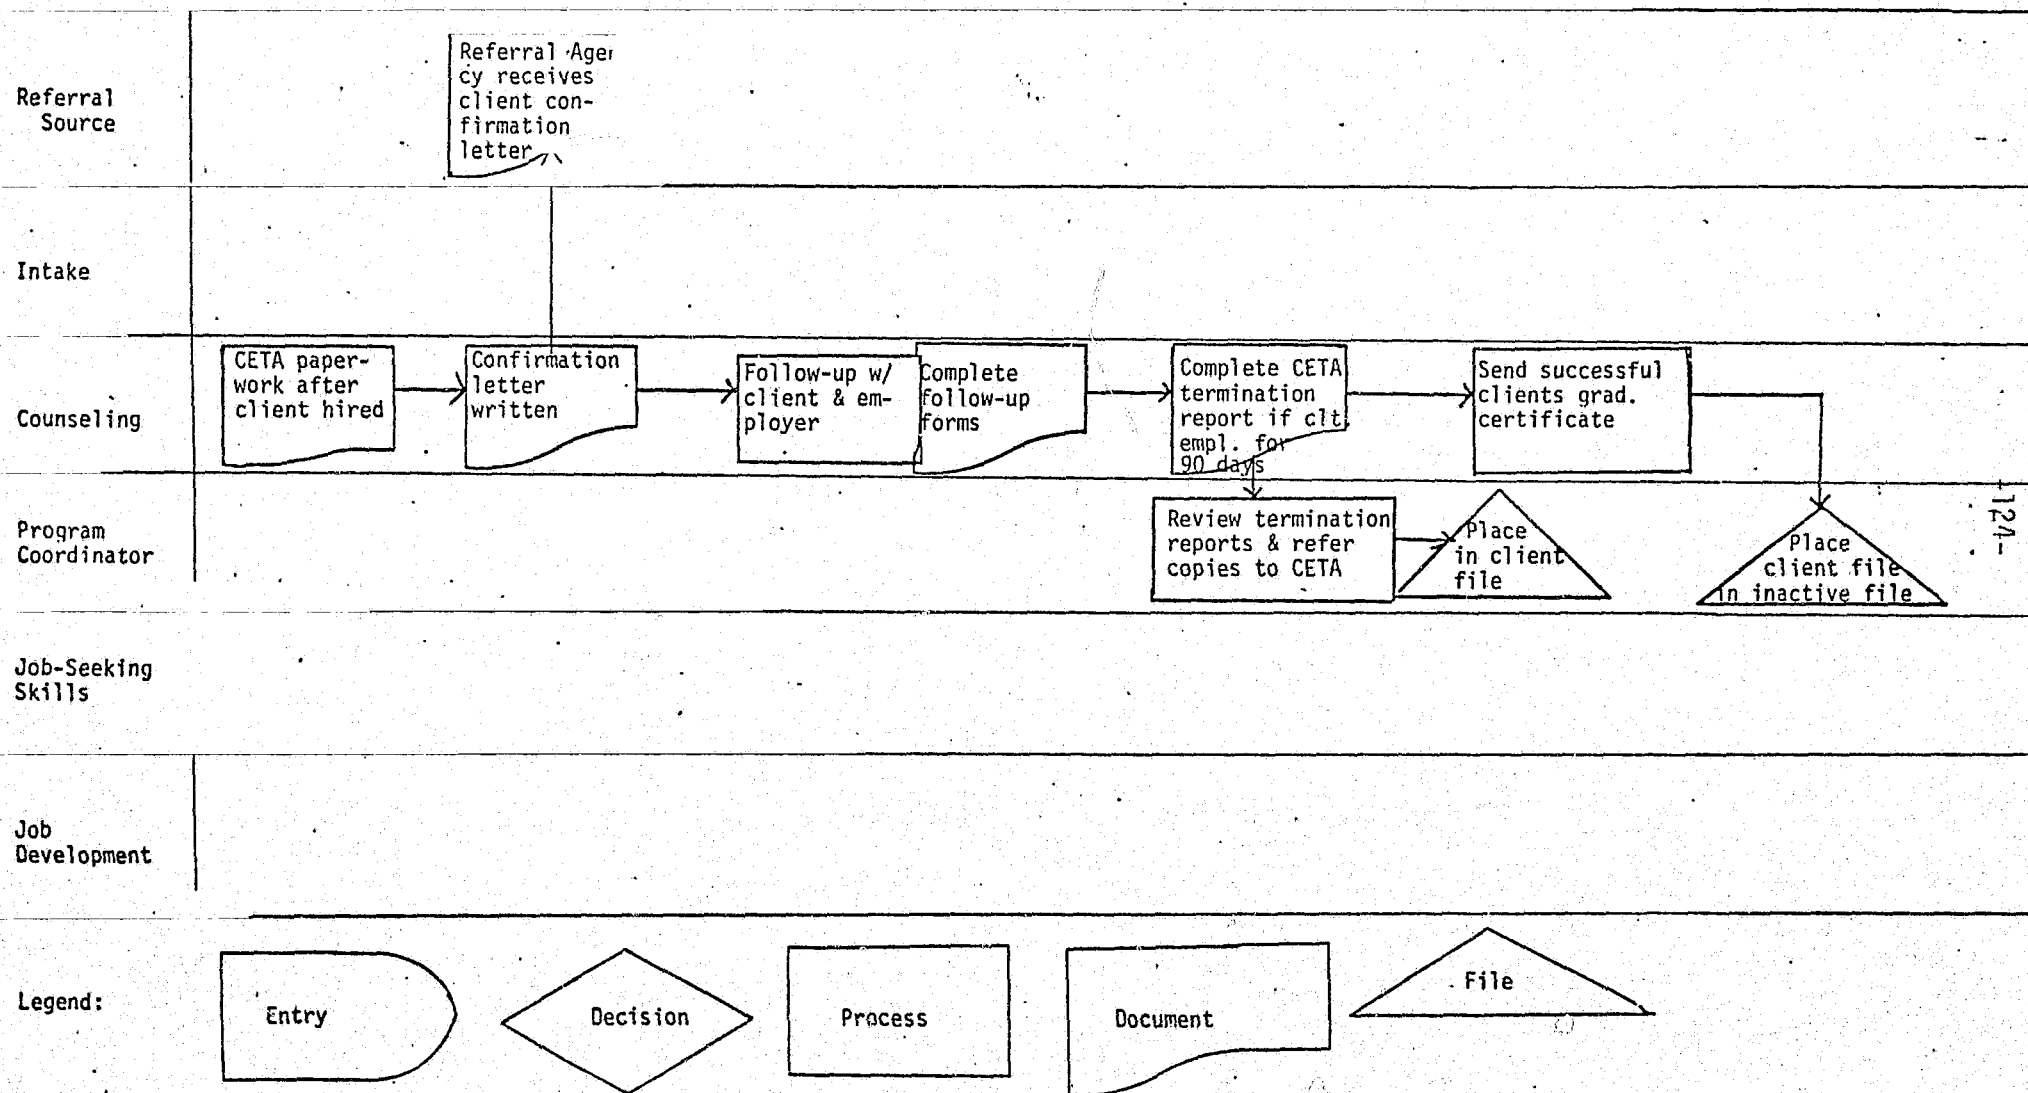 Referral
Source
Referral Agen
cy receives
client con-
firmation
letter
Intake
Counseling
CETA paper-
work after
client hired
Confirmation
letter
written
Follow-up w/
client & em-
ployer
Complete
follow-up
forms
Complete CETA
termination
report if clt
empl. for
90 days
Send successful
clients grad.
certificate
Program
Coordinator
Review termination
reports & refer
copies to CETA
Place
in client
file
Place
client file
in inactive file
-124-
Job-Seeking
Skills
Job
Development
Legend:
Entry
Decision
Process
Document
File